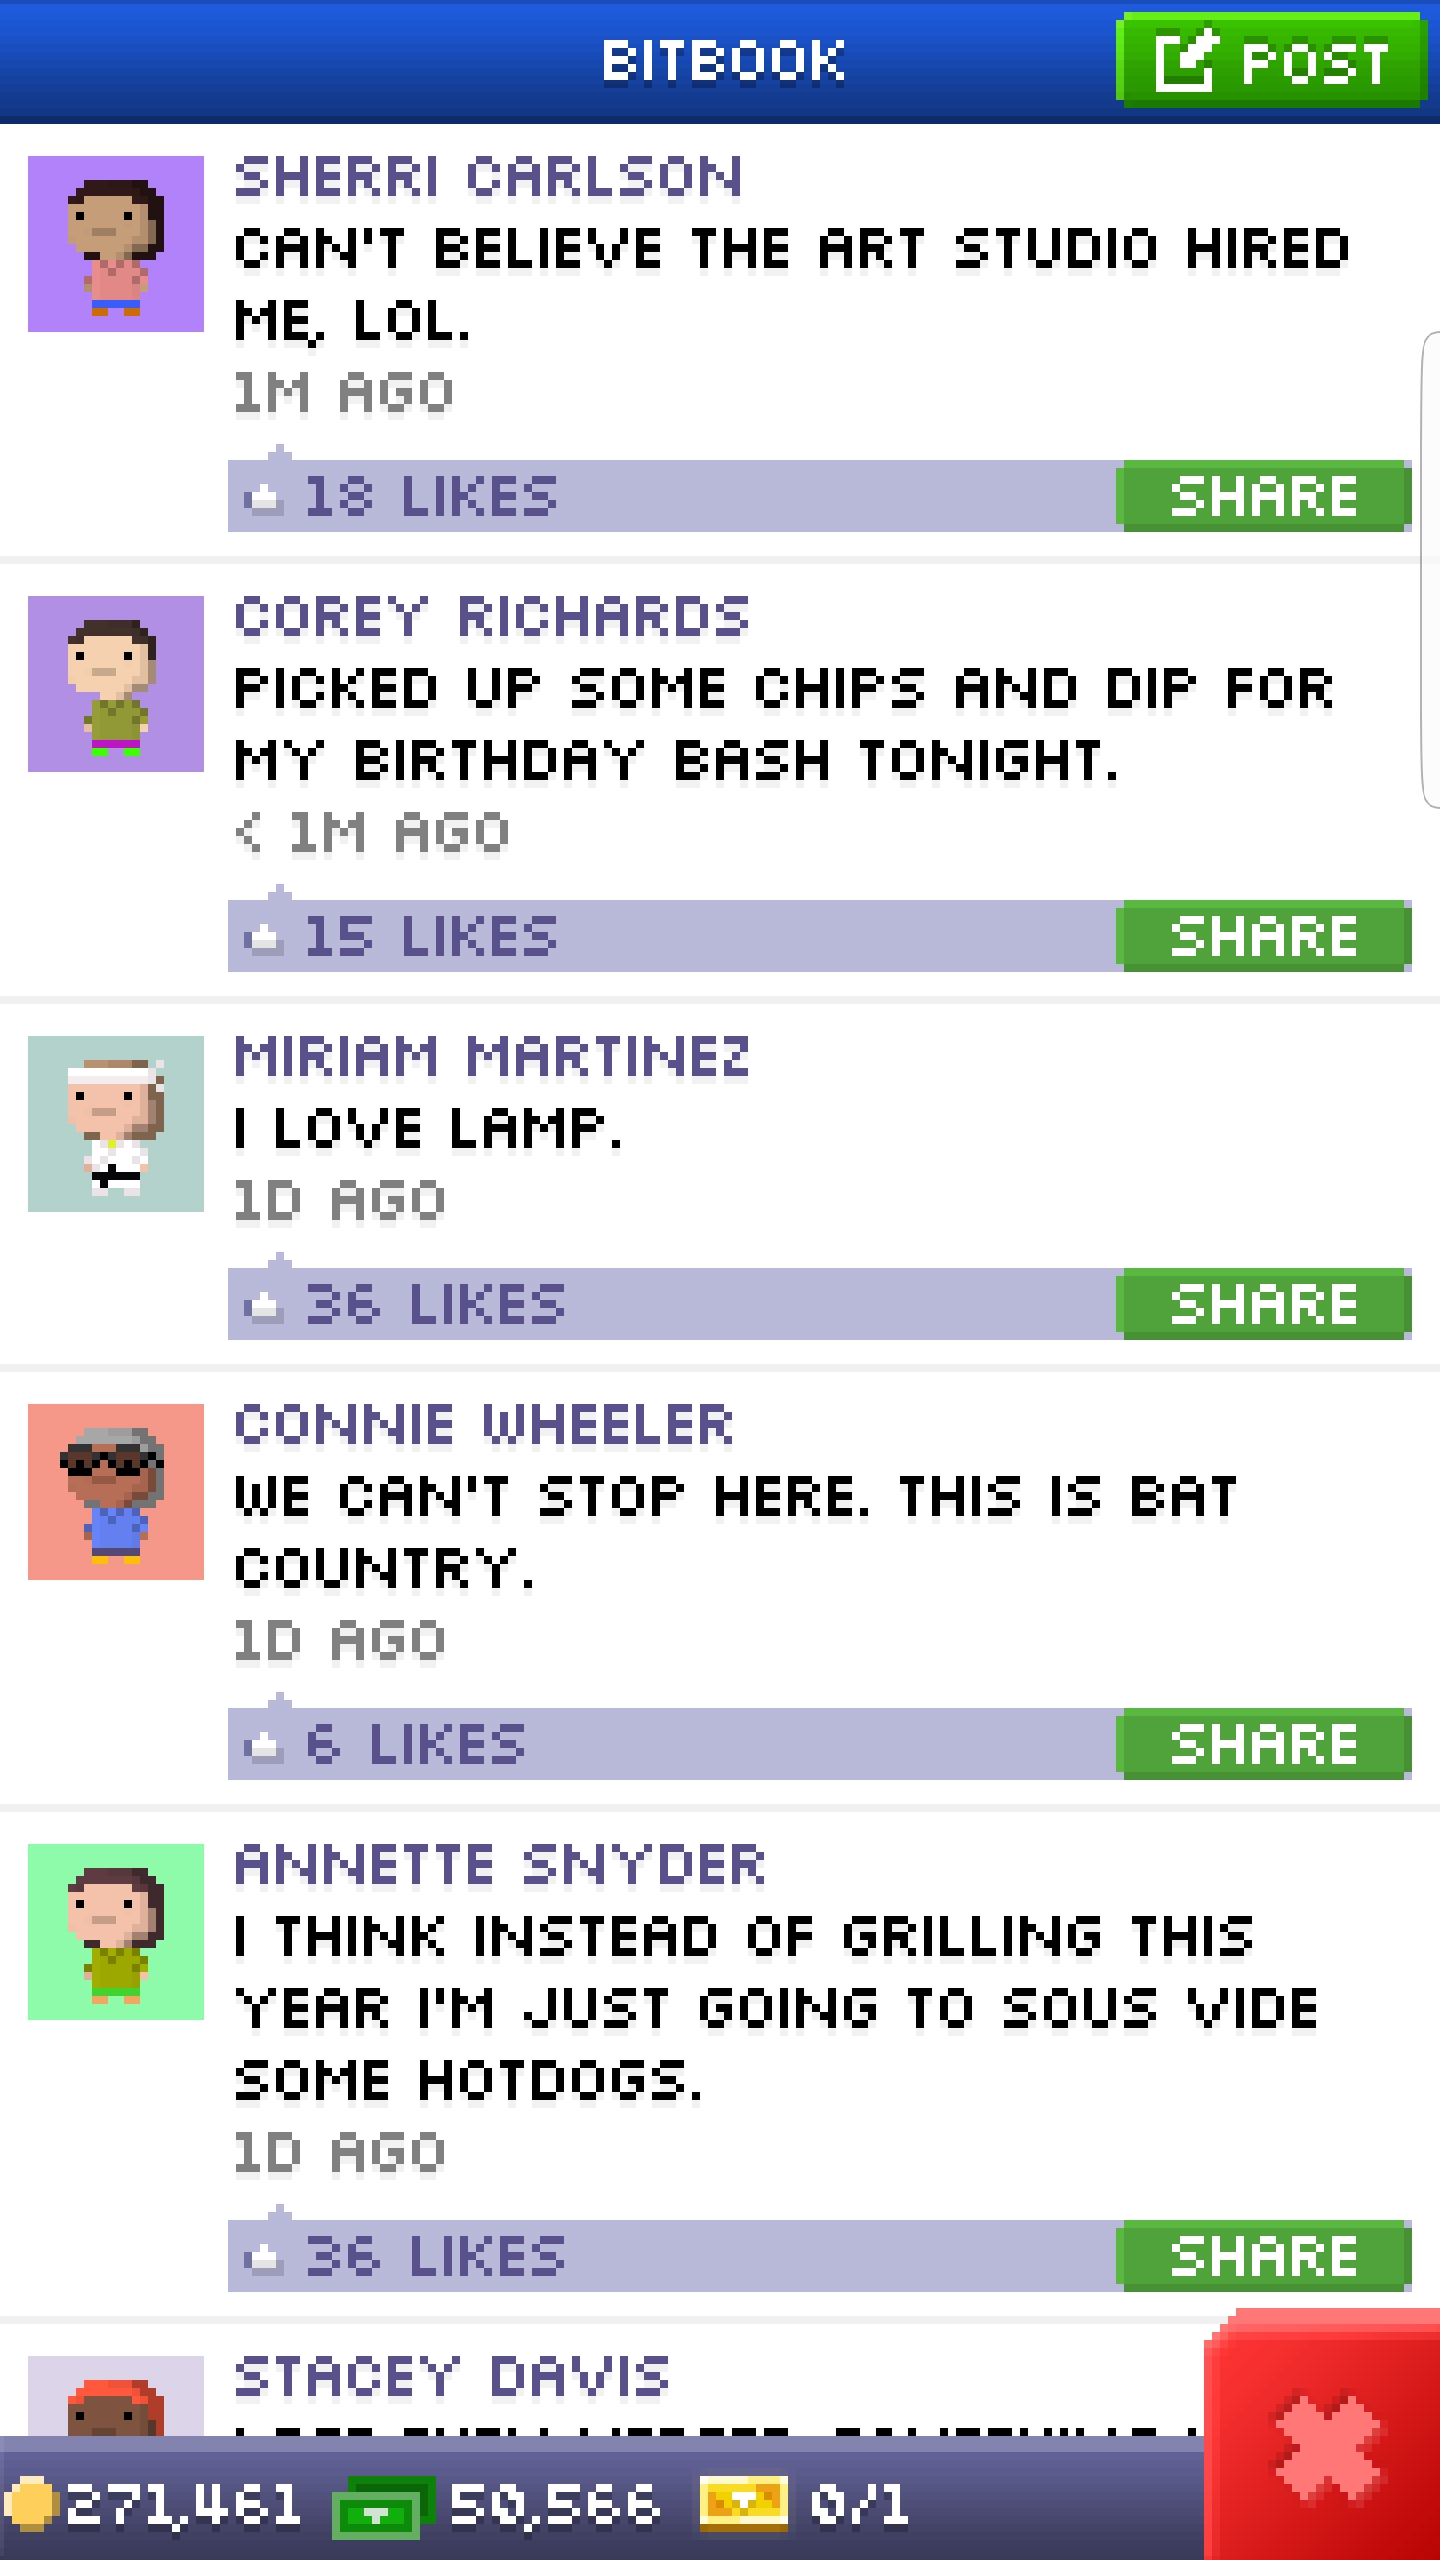 BITBOOK
POST
SHERRI CARLSON
CAN'T BELIEVE THE ART STUDIO HIRED
ME, LOL.
1M AGO
18 LIKES
SHARE
COREY RICHARDS
PICKED UP SOME CHIPS AND DIP FOR
MY BIRTHDAY BASH TONIGHT.
< 1M AGO
15 LIKES
SHARE
MIRIAM MARTINEZ
I LOVE LAMP.
1D AGO
36 LIKES
SHARE
CONNIE WHEELER
WE CAN'T STOP HERE. THIS IS BAT
COUNTRY.
1D AGO
6 LIKES
SHARE
ANNETTE SNYDER
I THINK INSTEAD OF GRILLING THIS
YEAR I'M JUST GOING TO SOUS VIDE
SOME HOTDOGS.
1D AGO
36 LIKES
SHARE
STACEY DAVIS
271,461
50,566
0/1